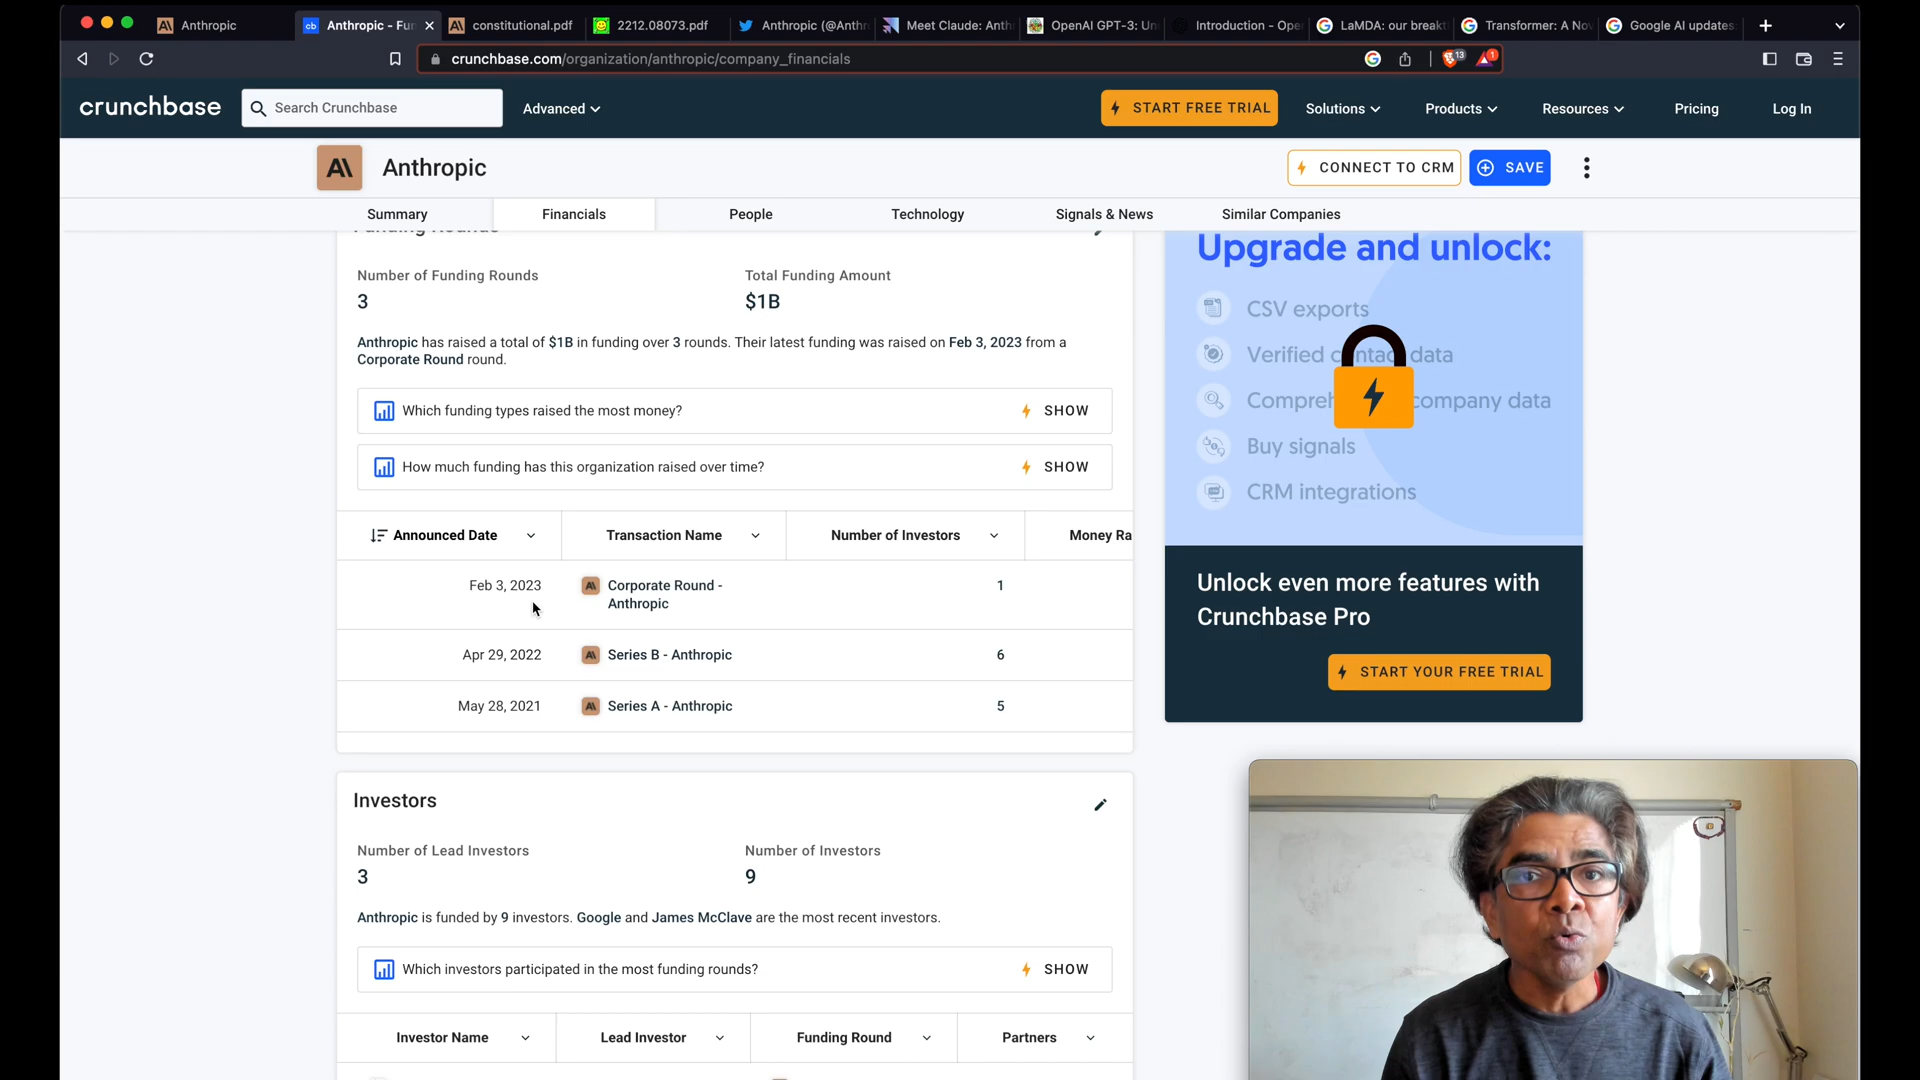 Anthropic
cb Anthropic - Fun
constitutional.pdf
2212.08073.pdf
Anthropic (@Anthr
Meet Claude: Anth
OpenAI GPT-3: Un
Introduction - Ope
LaMDA: our breakt
Transformer: A Nov
Google AI updates:
crunchbase.com/organization/anthropic/company_financials
13
1
crunchbase
Search Crunchbase
Advanced
START FREE TRIAL
Solutions
Products
Resources
Pricing
Log In
A\
Anthropic
CONNECT TO CRM
SAVE
Summary
Financials
People
Technology
Signals & News
Similar Companies
Funding Rounds
Number of Funding Rounds
3
Total Funding Amount
$1B
Anthropic has raised a total of $1B in funding over 3 rounds. Their latest funding was raised on Feb 3, 2023 from a
Corporate Round round.
Which funding types raised the most money?
SHOW
How much funding has this organization raised over time?
SHOW
Announced Date
Transaction Name
Number of Investors
Money Ra
Feb 3, 2023
Corporate Round -
Anthropic
1
Apr 29, 2022
Series B - Anthropic
6
May 28, 2021
Series A - Anthropic
5
Investors
Number of Lead Investors
3
Number of Investors
9
Anthropic is funded by 9 investors. Google and James McClave are the most recent investors.
Which investors participated in the most funding rounds?
SHOW
Investor Name
Lead Investor
Funding Round
Partners
Upgrade and unlock:
CSV exports
Verified contact data
Compreh company data
Buy signals
CRM integrations
Unlock even more features with
Crunchbase Pro
START YOUR FREE TRIAL